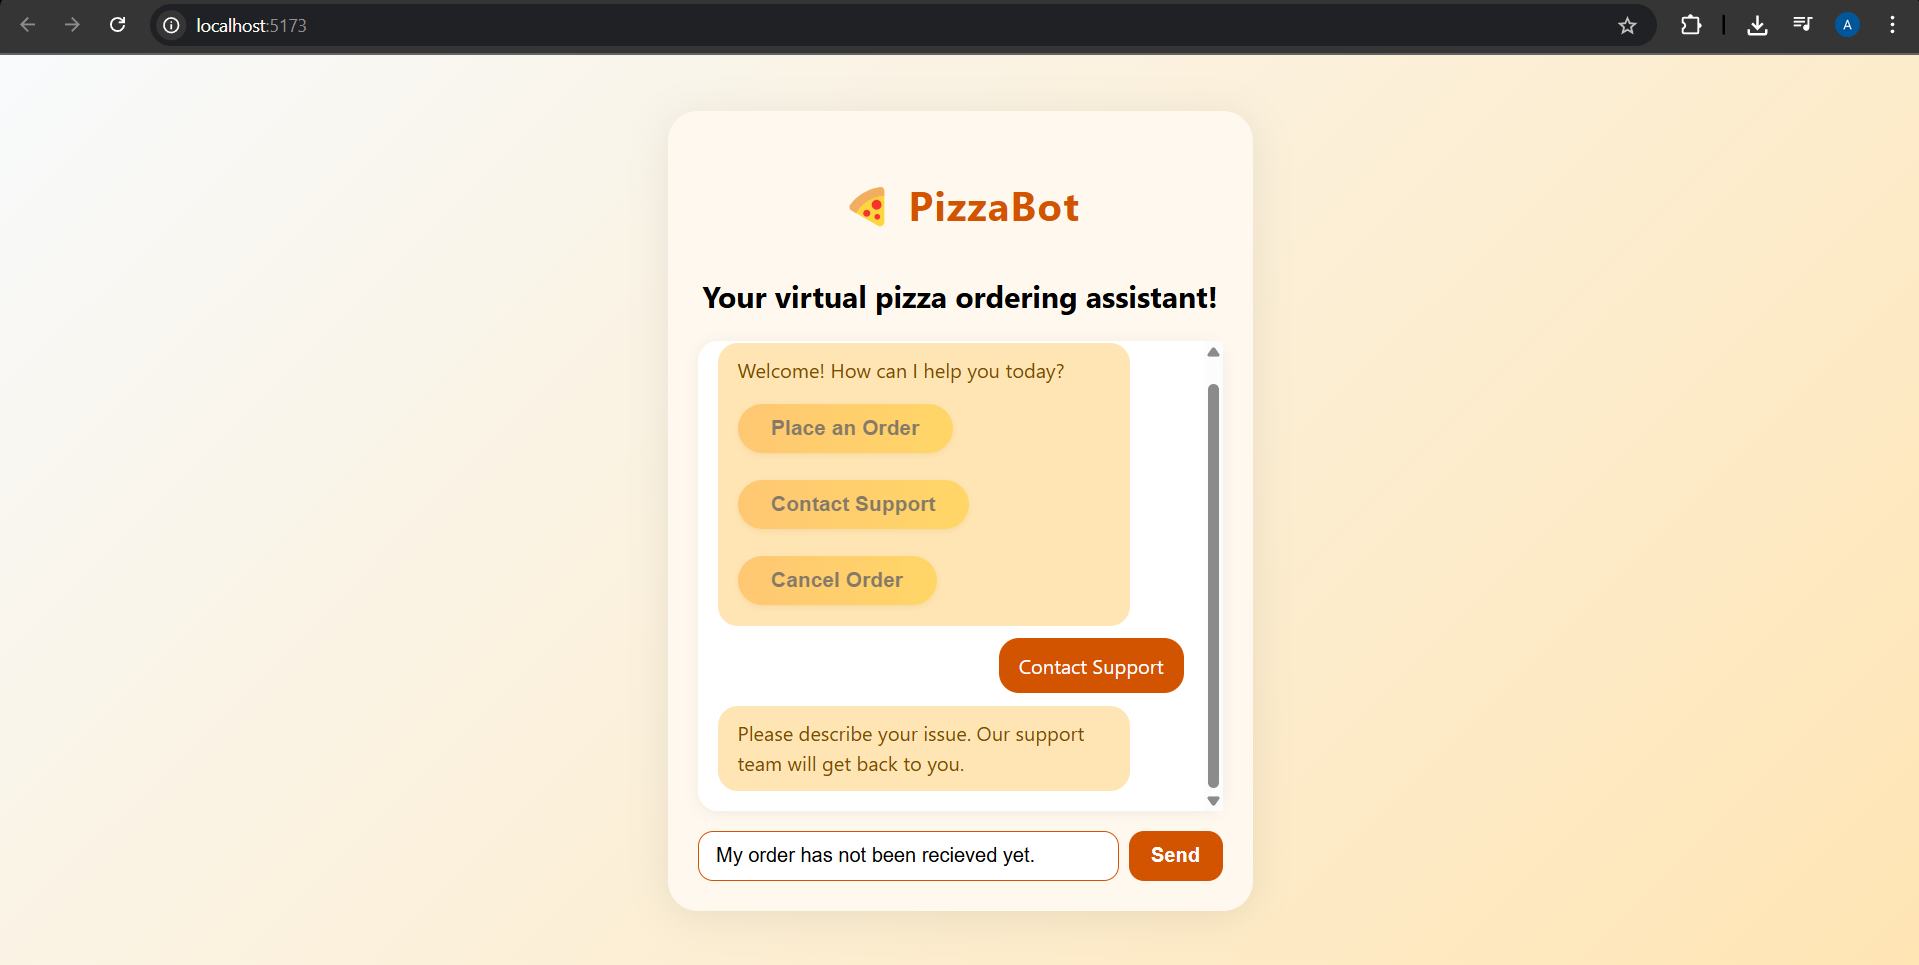 localhost:5173
A
PizzaBot
Your virtual pizza ordering assistant!
Welcome! How can I help you today?
Place an Order
Contact Support
Cancel Order
Contact Support
Please describe your issue. Our support
team will get back to you.
My order has not been recieved yet.
Send